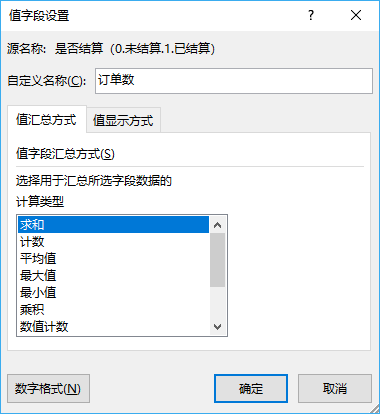 值字段设置
?
源名称: 是否结算（0.未结算.1.已结算）
自定义名称(C): 订单数
值汇总方式 值显示方式
值字段汇总方式(S)
选择用于汇总所选字段数据的
计算类型
求和
计数
平均值
最大值
最小值
乘积
数值计数
数字格式(N) 确定 取消